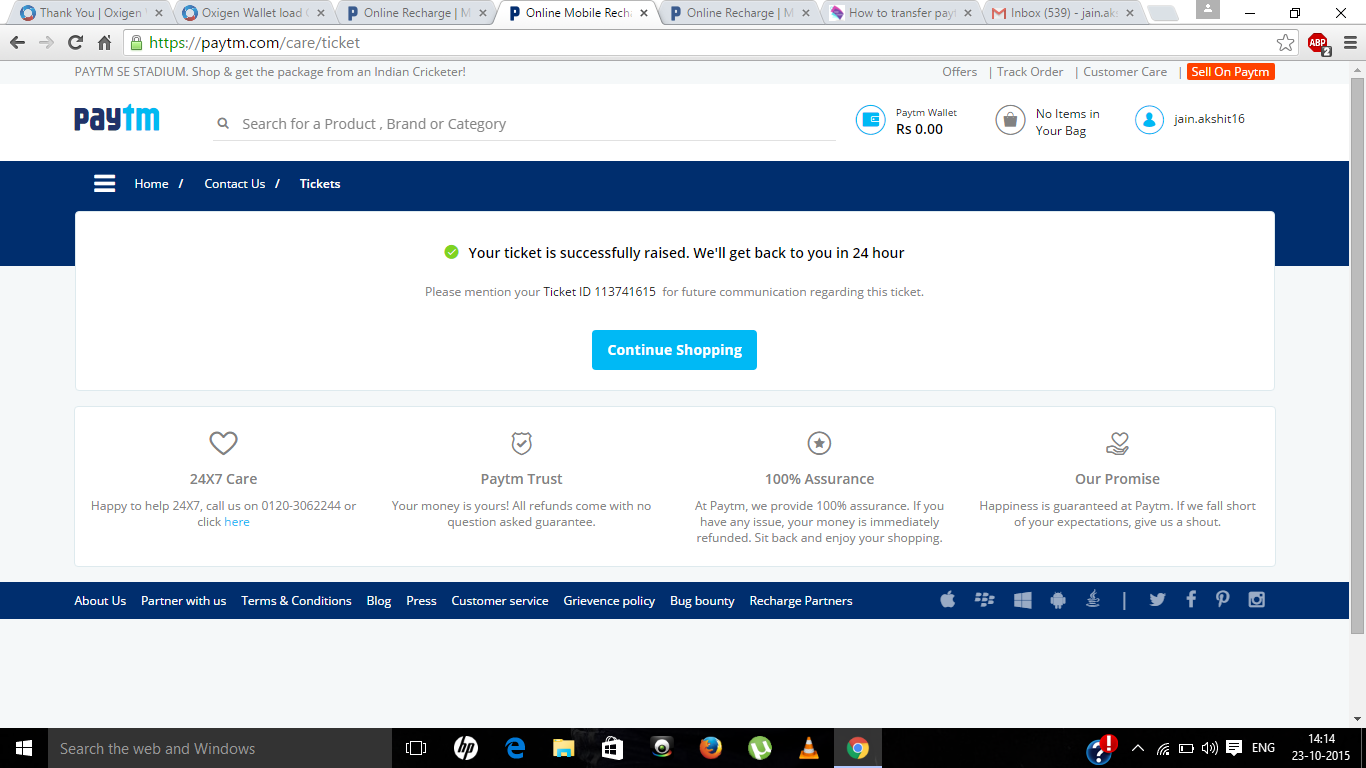 Thank You | Oxigen
Oxigen Wallet load
Online Recharge | M
Online Mobile Rech
Online Recharge | M
How to transfer payt
Inbox (539) - jain.ak
https://paytm.com/care/ticket
ABP
2
PAYTM SE STADIUM. Shop & get the package from an Indian Cricketer!
Offers | Track Order | Customer Care | Sell On Paytm
paytm
Search for a Product , Brand or Category
Paytm Wallet
Rs 0.00
No Items in
Your Bag
jain.akshit16
Home / Contact Us / Tickets
Your ticket is successfully raised. We'll get back to you in 24 hour
Please mention your Ticket ID 113741615 for future communication regarding this ticket.
Continue Shopping
24X7 Care
Happy to help 24X7, call us on 0120-3062244 or
click here
Paytm Trust
Your money is yours! All refunds come with no
question asked guarantee.
100% Assurance
At Paytm, we provide 100% assurance. If you
have any issue, your money is immediately
refunded. Sit back and enjoy your shopping.
Our Promise
Happiness is guaranteed at Paytm. If we fall short
of your expectations, give us a shout.
About Us Partner with us Terms & Conditions Blog Press Customer service Grievence policy Bug bounty Recharge Partners
Search the web and Windows
hp
ENG
14:14
23-10-2015